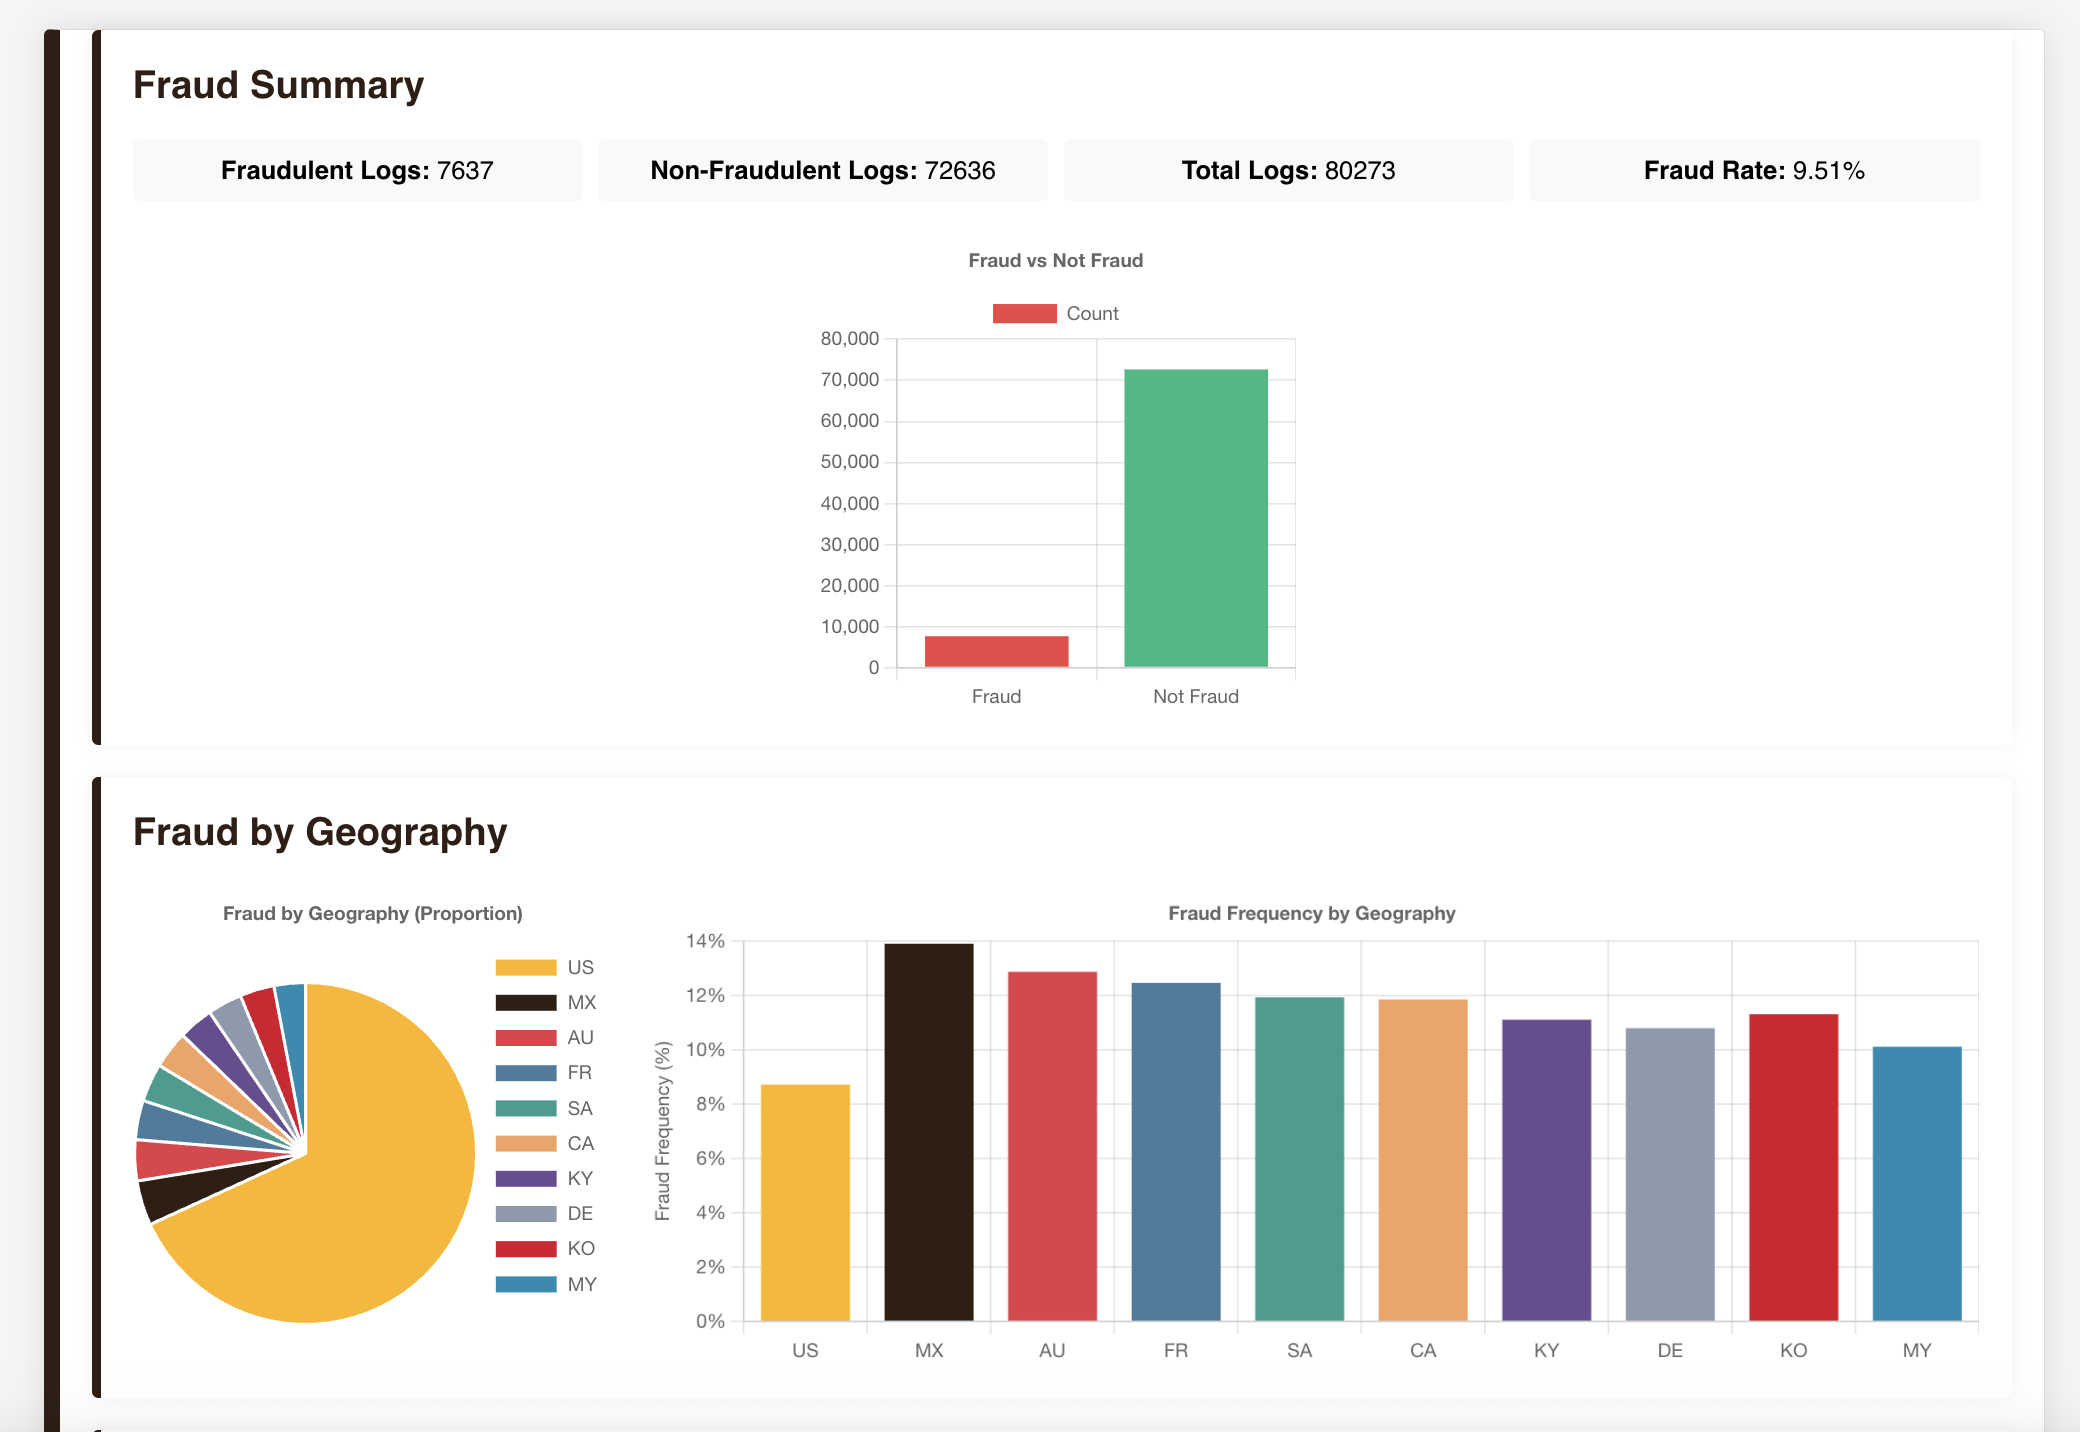 Fraud Summary
Fraudulent Logs: 7637
Non-Fraudulent Logs: 72636
Total Logs: 80273
Fraud Rate: 9.51%
Fraud vs Not Fraud
Count
80,000
70,000
60,000
50,000
40,000
30,000
20,000
10,000
0
Fraud
Not Fraud
Fraud by Geography
Fraud by Geography (Proportion)
US
MX
AU
FR
SA
CA
KY
DE
KO
MY
Fraud Frequency by Geography
Fraud Frequency (%)
14%
12%
10%
8%
6%
4%
2%
0%
US
MX
AU
FR
SA
CA
KY
DE
KO
MY